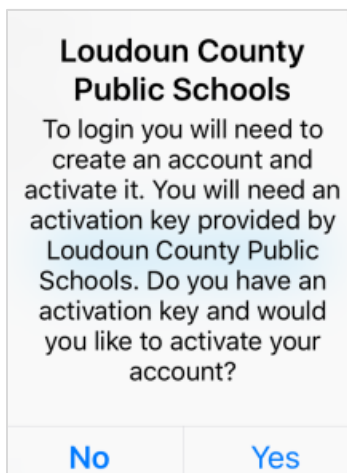 Loudoun County
Public Schools
To login you will need to
create an account and
activate it. You will need an
activation key provided by
Loudoun County Public
Schools. Do you have an
activation key and would
you like to activate your
account?
No
Yes